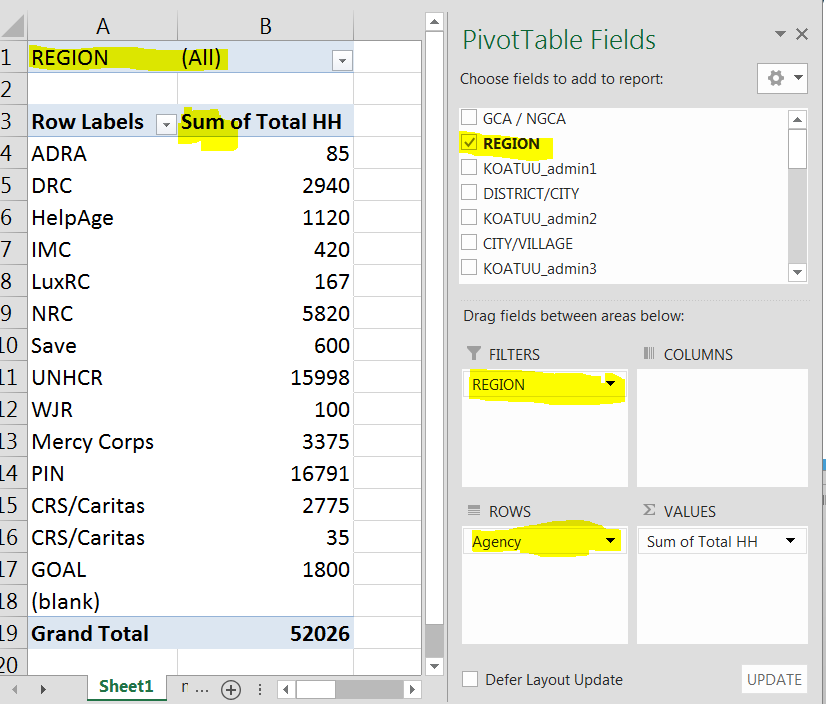 A B
1 REGION (All)
2
3 Row Labels Sum of Total HH
4 ADRA 85
5 DRC 2940
6 HelpAge 1120
7 IMC 420
8 LuxRC 167
9 NRC 5820
10 Save 600
11 UNHCR 15998
12 WJR 100
13 Mercy Corps 3375
14 PIN 16791
15 CRS/Caritas 2775
16 CRS/Caritas 35
17 GOAL 1800
18 (blank)
19 Grand Total 52026
20
Sheet1 r ...
PivotTable Fields
Choose fields to add to report:
GCA / NGCA
REGION
KOATUU_admin1
DISTRICT/CITY
KOATUU_admin2
CITY/VILLAGE
KOATUU_admin3
Drag fields between areas below:
FILTERS
REGION
COLUMNS
ROWS
Agency
Σ VALUES
Sum of Total HH
Defer Layout Update
UPDATE